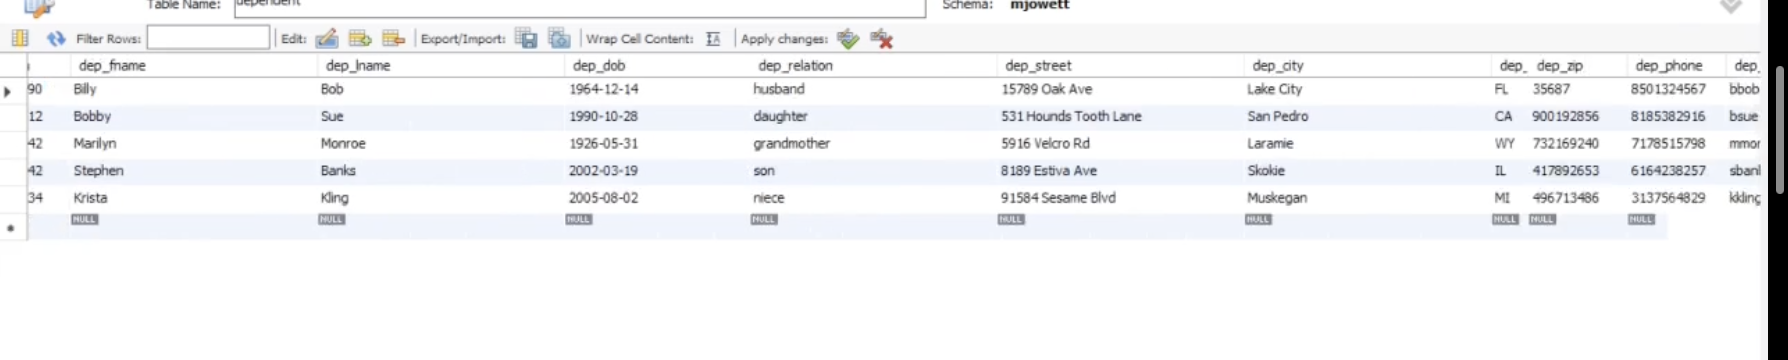 Table Name: dependent Schema: mjowett
Filter Rows: Edit: Export/Import: Wrap Cell Content: Apply changes:
dep_fname dep_lname dep_dob dep_relation dep_street dep_city dep_ dep_zip dep_phone dep_
90 Billy Bob 1964-12-14 husband 15789 Oak Ave Lake City FL 35687 8501324567 bbob
12 Bobby Sue 1990-10-28 daughter 531 Hounds Tooth Lane San Pedro CA 900192856 8185382916 bsue
42 Marilyn Monroe 1926-05-31 grandmother 5916 Velcro Rd Laramie WY 732169240 7178515798 mmor
42 Stephen Banks 2002-03-19 son 8189 Estiva Ave Skokie IL 417892653 6164238257 sbanl
34 Krista Kling 2005-08-02 niece 91584 Sesame Blvd Muskegan MI 496713486 3137564829 kkling
NULL NULL NULL NULL NULL NULL NULL NULL NULL